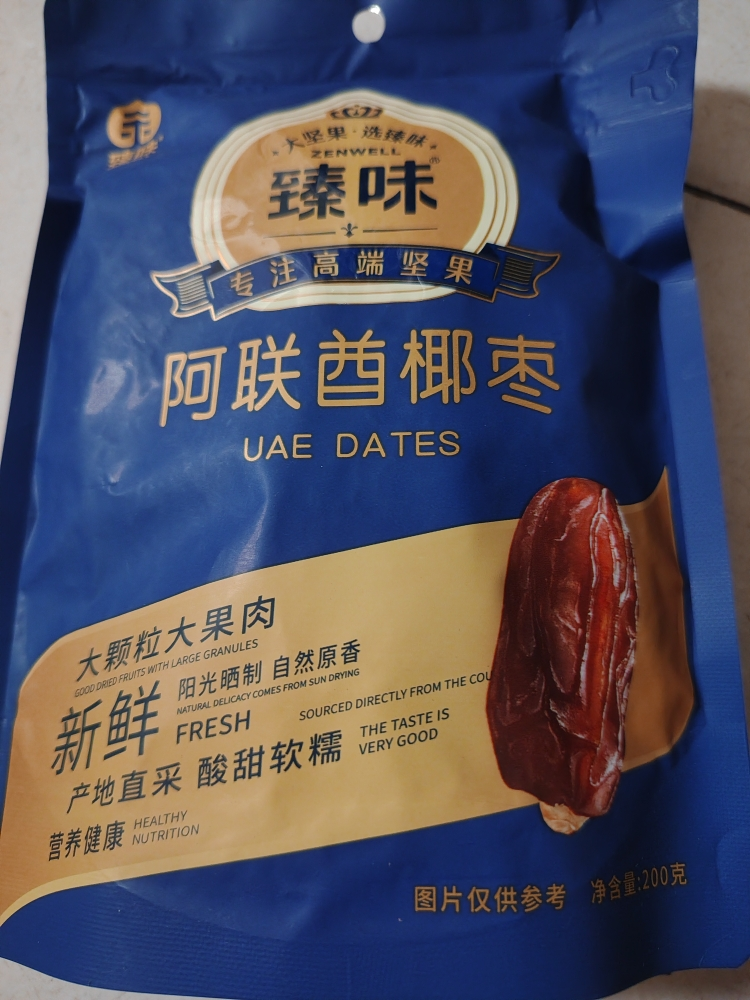 臻味
大坚果·选臻味
ZENWELL
臻味®
专注高端坚果
阿联酋椰枣
UAE DATES
大颗粒大果肉
GOOD DRIED FRUITS WITH LARGE GRANULES
新鲜
阳光晒制 自然原香
NATURAL DELICACY COMES FROM SUN DRYING
FRESH
SOURCED DIRECTLY FROM THE COU
产地直采 酸甜软糯
THE TASTE IS
VERY GOOD
营养健康
HEALTHY
NUTRITION
图片仅供参考 净含量:200克